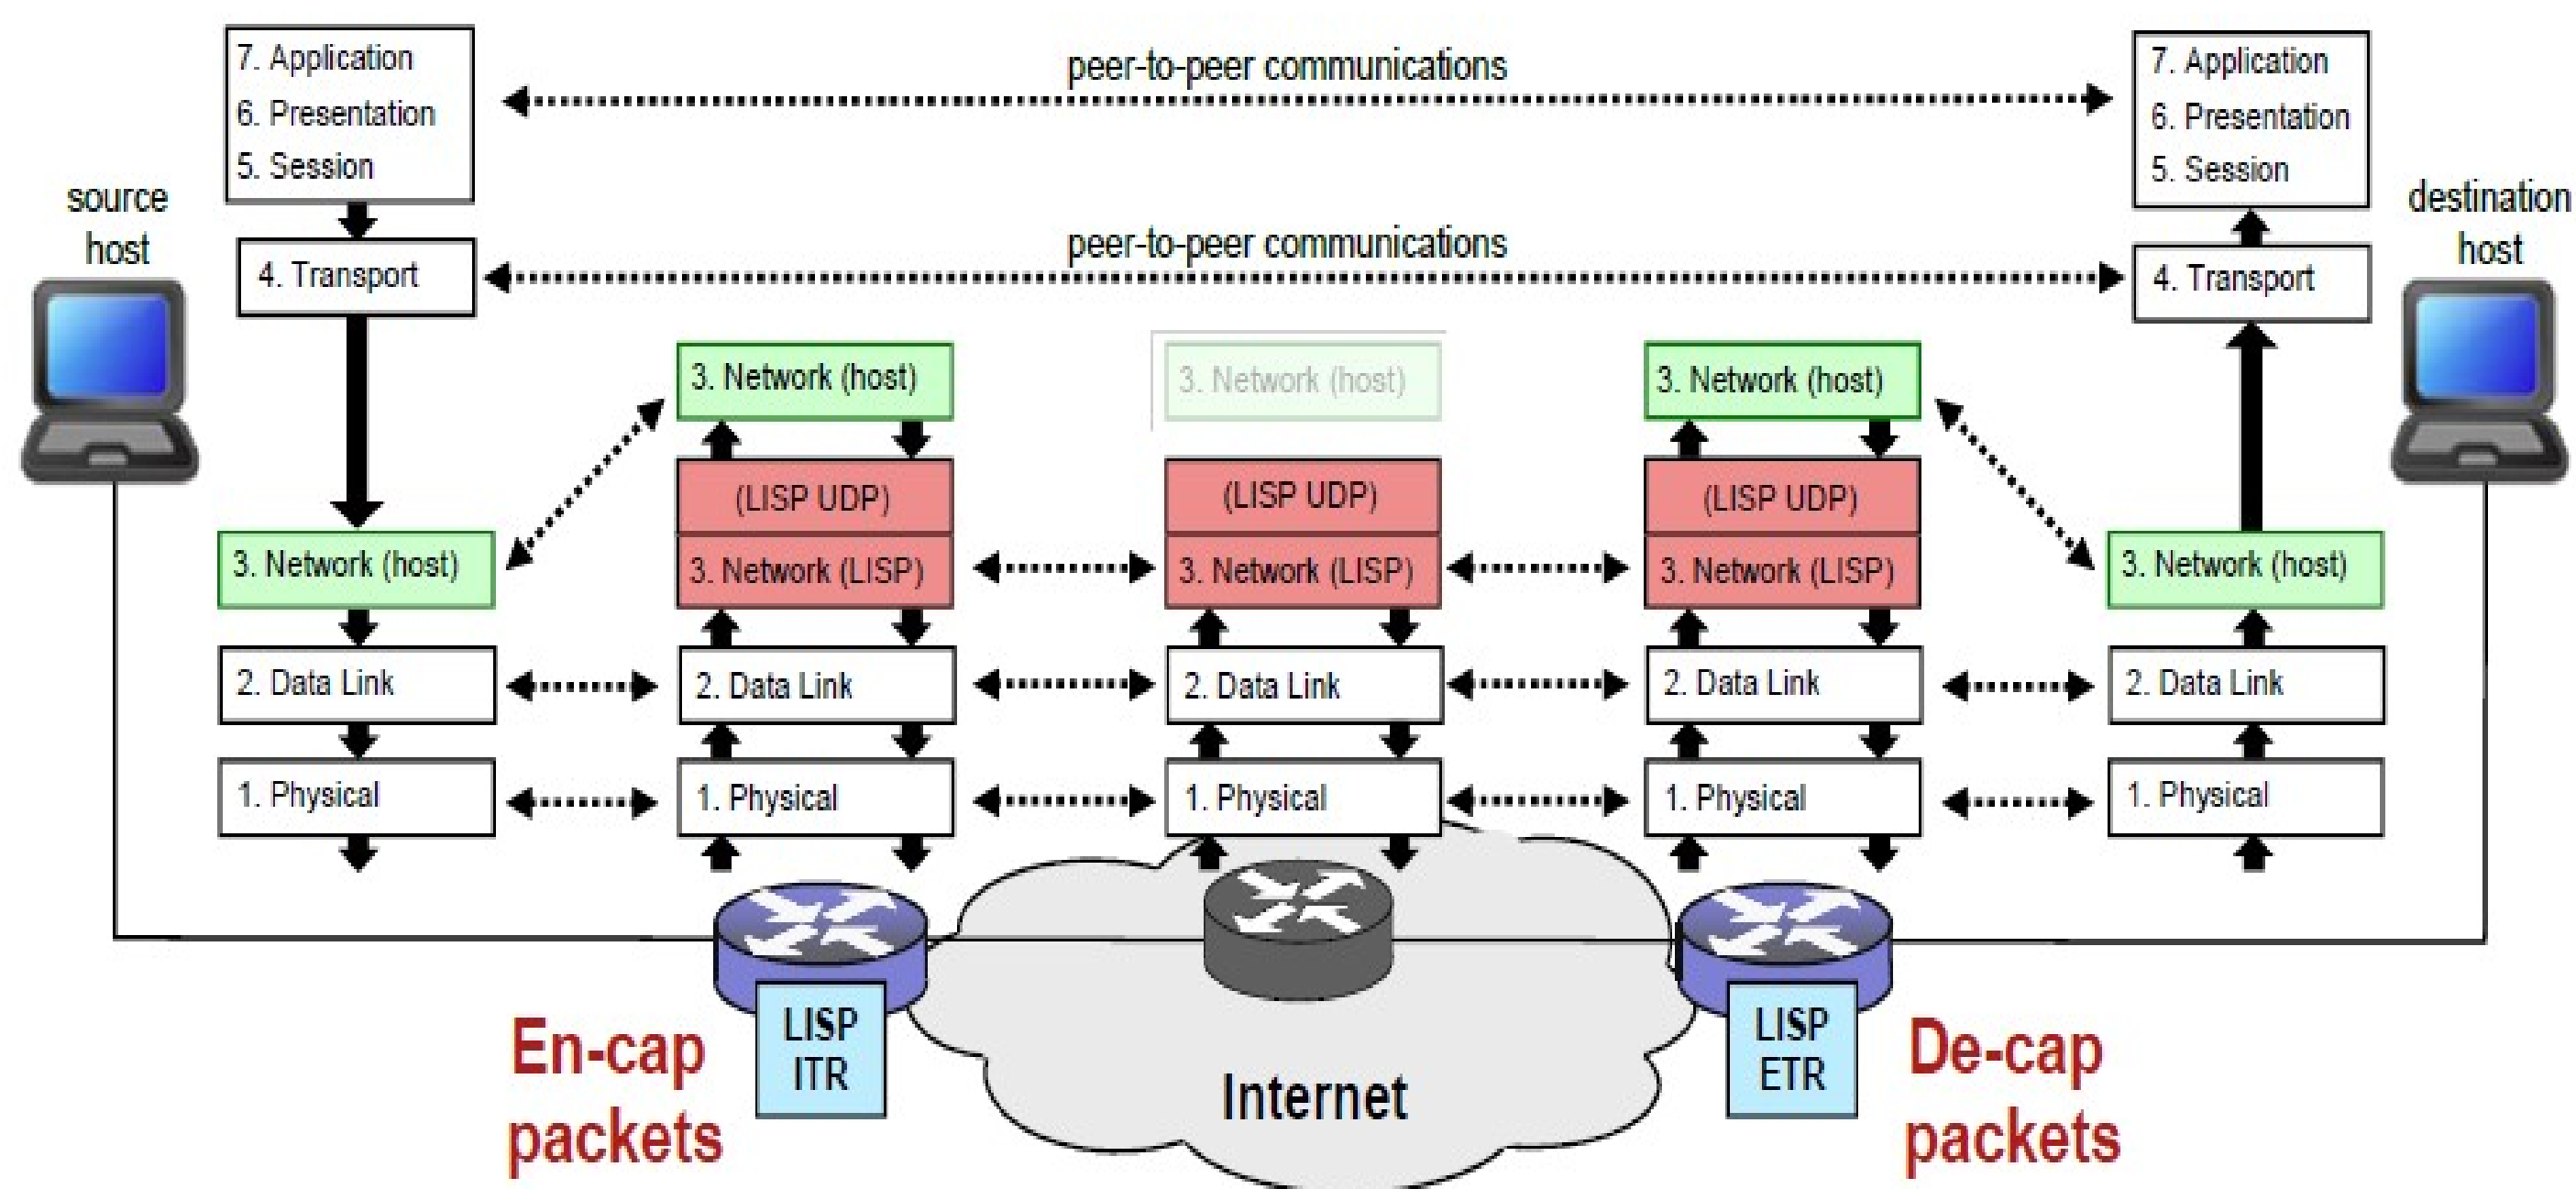 7. Application
6. Presentation
5. Session
peer-to-peer communications
7. Application
6. Presentation
5. Session
source
host
destination
host
4. Transport
peer-to-peer communications
4. Transport
3. Network (host)
3. Network (host)
3. Network (host)
(LISP UDP)
(LISP UDP)
(LISP UDP)
3. Network (host)
3. Network (LISP)
3. Network (LISP)
3. Network (LISP)
3. Network (host)
2. Data Link
2. Data Link
2. Data Link
2. Data Link
2. Data Link
1. Physical
1. Physical
1. Physical
1. Physical
1. Physical
En-cap
packets
LISP
ITR
Internet
LISP
ETR
De-cap
packets